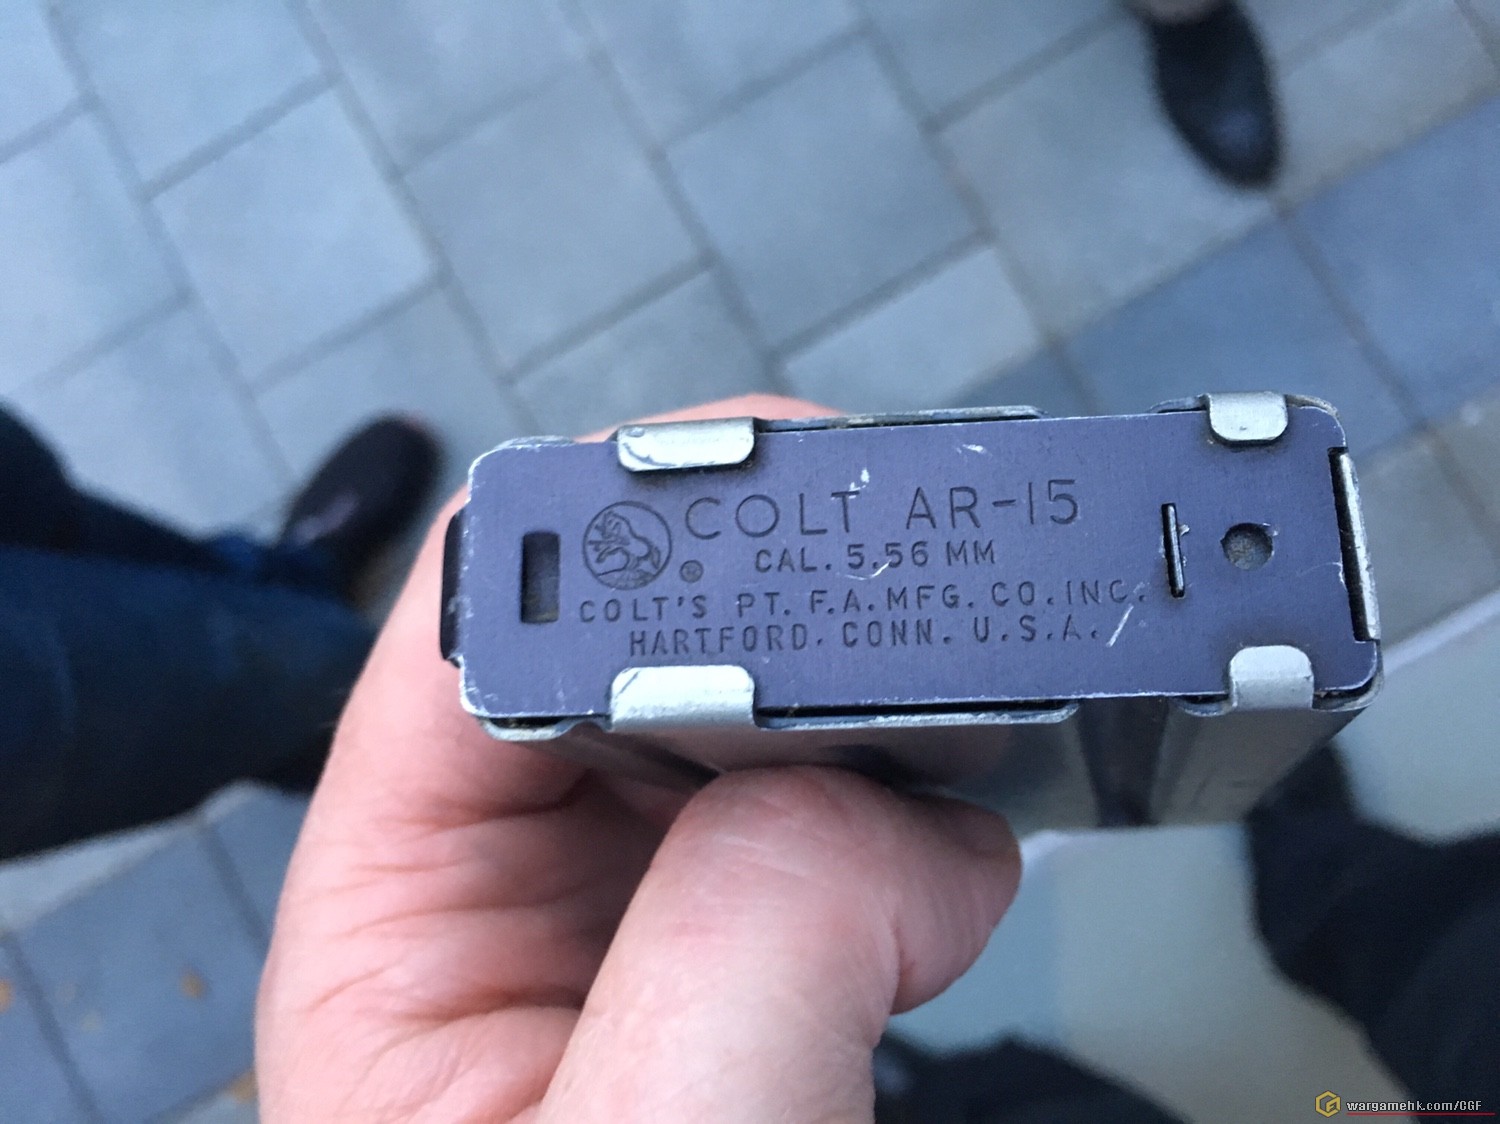 COLT AR-15
®
CAL. 5.56 MM
COLT'S PT. F.A. MFG. CO. INC.
HARTFORD. CONN. U.S.A.
wargamehk.com/CGF